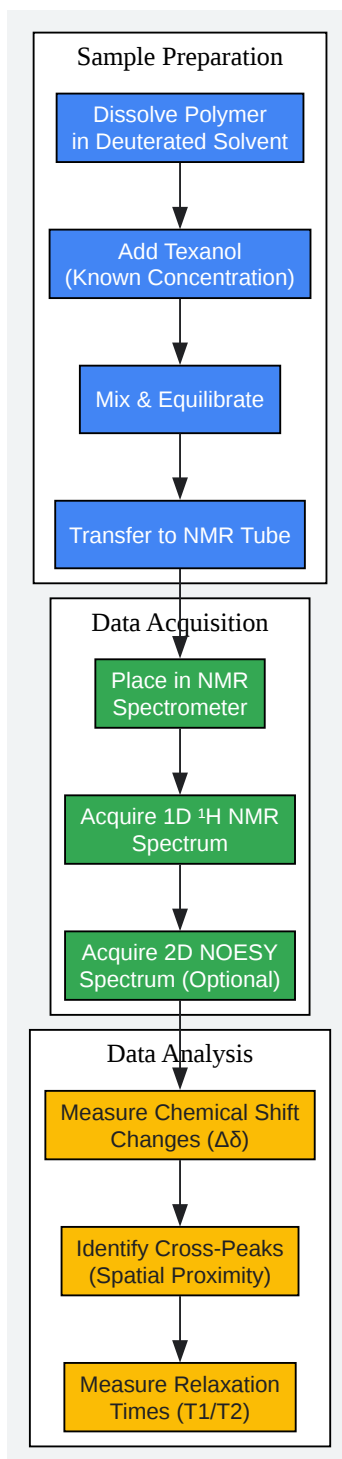 Sample Preparation
Dissolve Polymer
in Deuterated Solvent
Add Texanol
(Known Concentration)
Mix & Equilibrate
Transfer to NMR Tube
Data Acquisition
Place in NMR
Spectrometer
Acquire 1D ¹H NMR
Spectrum
Acquire 2D NOESY
Spectrum (Optional)
Data Analysis
Measure Chemical Shift
Changes (Δδ)
Identify Cross-Peaks
(Spatial Proximity)
Measure Relaxation
Times (T1/T2)